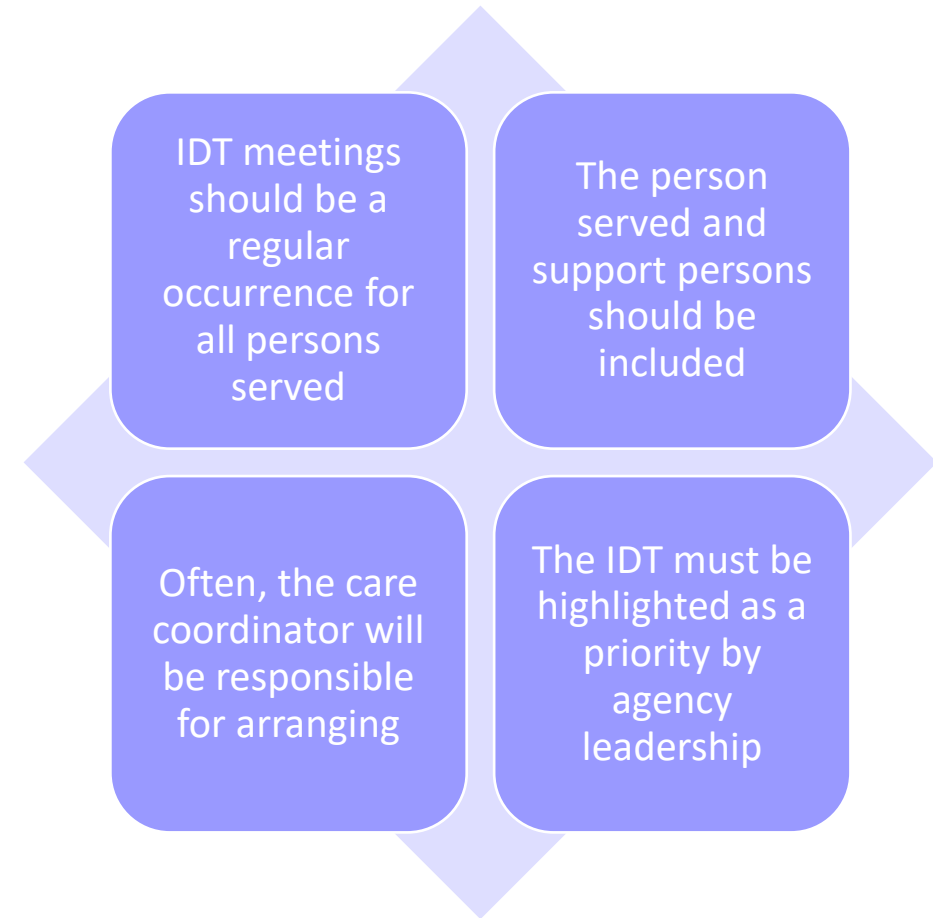 IDT meetings
should be a
regular
occurrence for
all persons
served
The person
served and
support persons
should be
included
Often, the care
coordinator will
be responsible
for arranging
The IDT must be
highlighted as a
priority by
agency
leadership